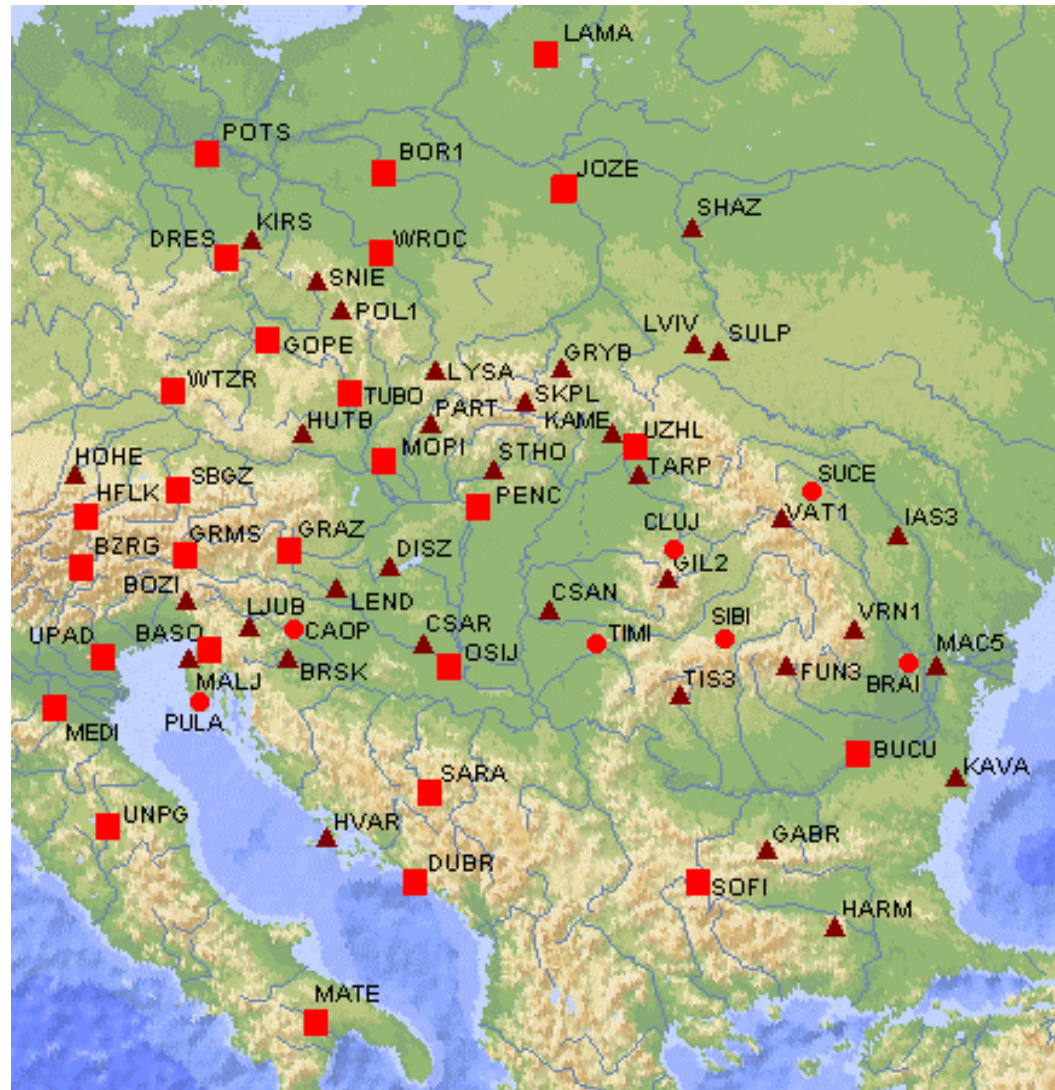 LAMA
POTS
BOR1
JOZE
SHAZ
KIRS
DRES
WROC
SNIE
POL1
GOPE
LVIV
SULP
GRYB
LYSA
WTZR
TUBO
SKPL
PART
HUTB
KAME
UZHL
MOPI
STHO
HOHE
SBGZ
TARP
SUCE
HFLK
PENC
VAT1
IAS3
GRMS
GRAZ
CLUJ
BZRG
DISZ
GIL2
BOZI
LEND
LJUB
CSAN
SIBI
VRN1
UPAD
BASO
CAOP
CSAR
TIMI
MAC5
OSIJ
BRSK
FUN3
BRAI
MALJ
TIS3
PULA
MEDI
BUCU
KAVA
SARA
UNPG
HVAR
GABR
DUBR
SOFI
HARM
MATE